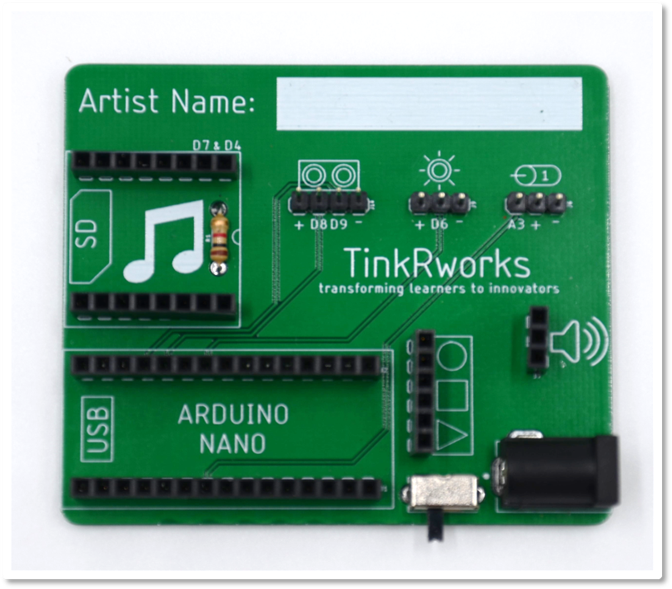 Artist Name:
D7 & D4
SD
+ D8 D9 -
+ D6 -
1
A3 + -
TinkRworks
transforming learners to innovators
USB
ARDUINO
NANO